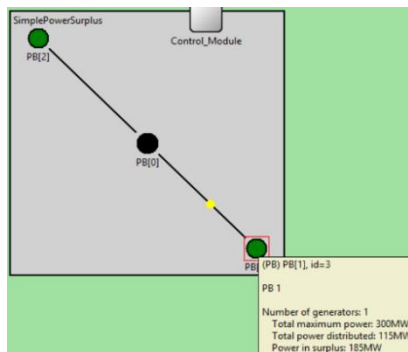 SimplePowerSurplus
Control_Module
PB[2]
PB[0]
PB[
(PB) PB[1], id=3
PB 1
Number of generators: 1
Total maximum power: 300MW
Total power distributed: 115MW
Power in surplus: 185MW